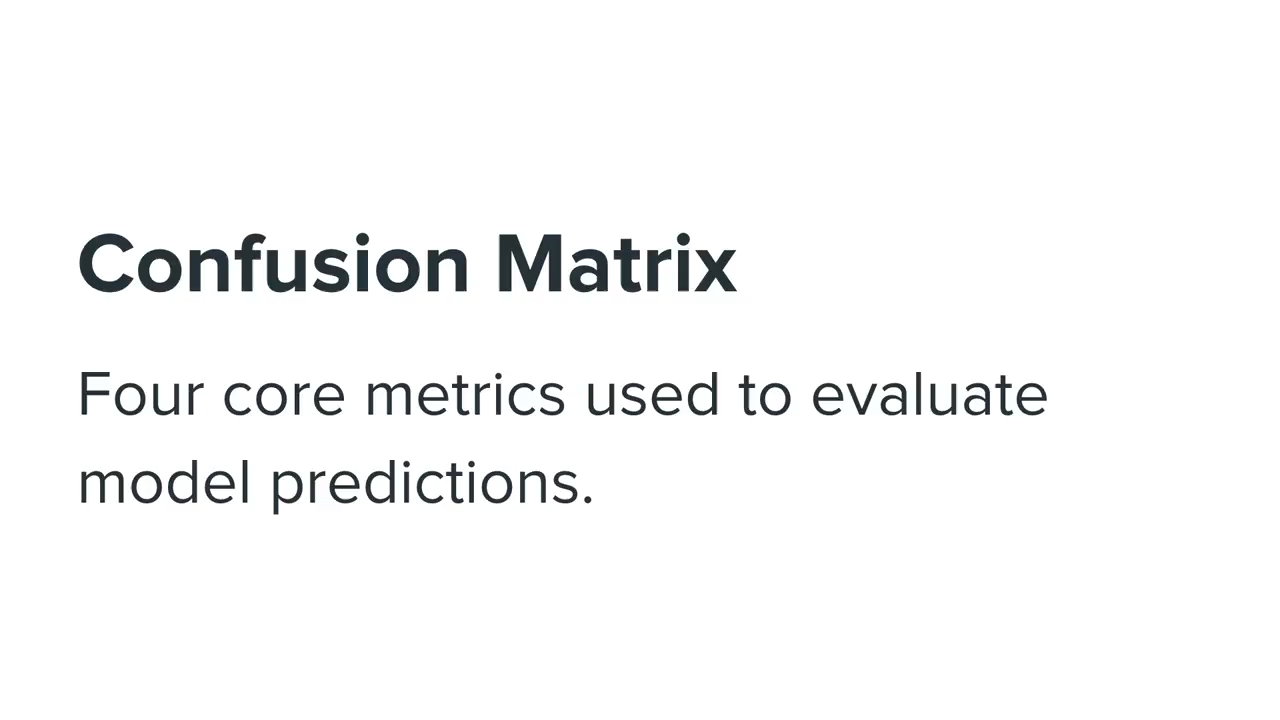 Confusion Matrix
Four core metrics used to evaluate
model predictions.